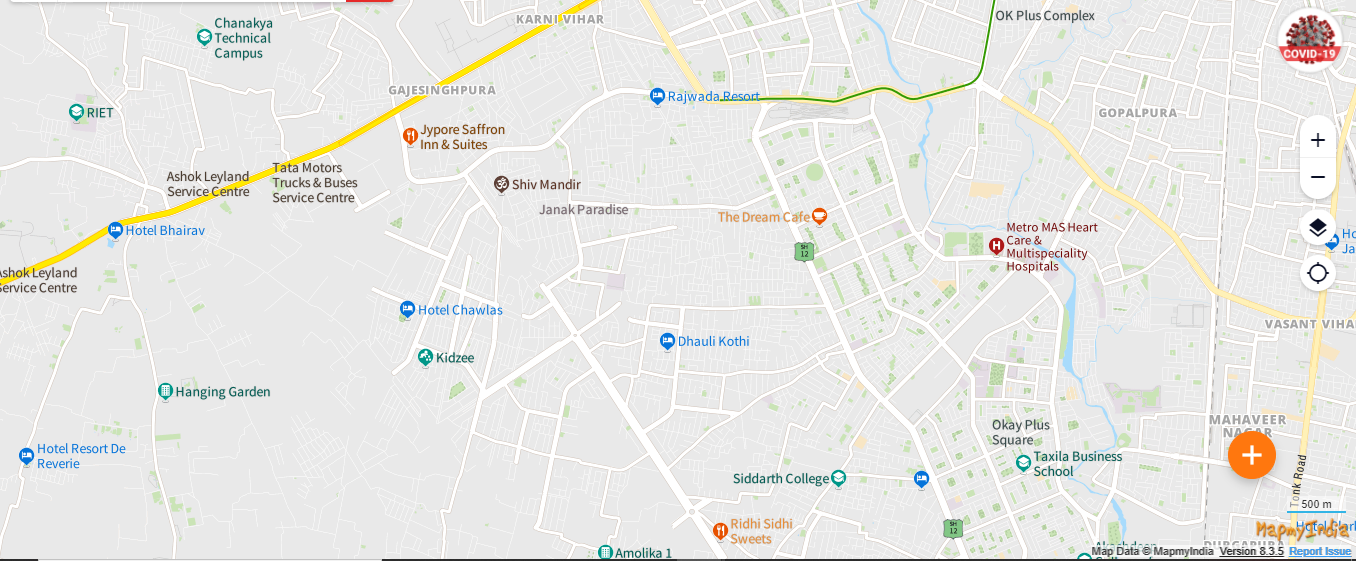 Chanakya
Technical
Campus
KARNI VIHAR
OK Plus Complex
COVID-19
GAJESINGHPURA
Rajwada Resort
RIET
GOPALPURA
Jypore Saffron
Inn & Suites
Ashok Leyland
Service Centre
Tata Motors
Trucks & Buses
Service Centre
Shiv Mandir
Janak Paradise
The Dream Cafe
Hotel Bhairav
Metro MAS Heart
Care &
Multispeciality
Hospitals
SH
12
Ashok Leyland
Service Centre
Hotel Chawlas
VASANT VIHA
Dhauli Kothi
Kidzee
Hanging Garden
MAHAVEER
NAGAR
Okay Plus
Square
Hotel Resort De
Reverie
Taxila Business
School
Tonk Road
Siddarth College
500 m
Ridhi Sidhi
Sweets
SH
12
MapmyIndia
DURGAPURA
Amolika 1
Map Data © MapmyIndia Version 8.3.5 Report Issue